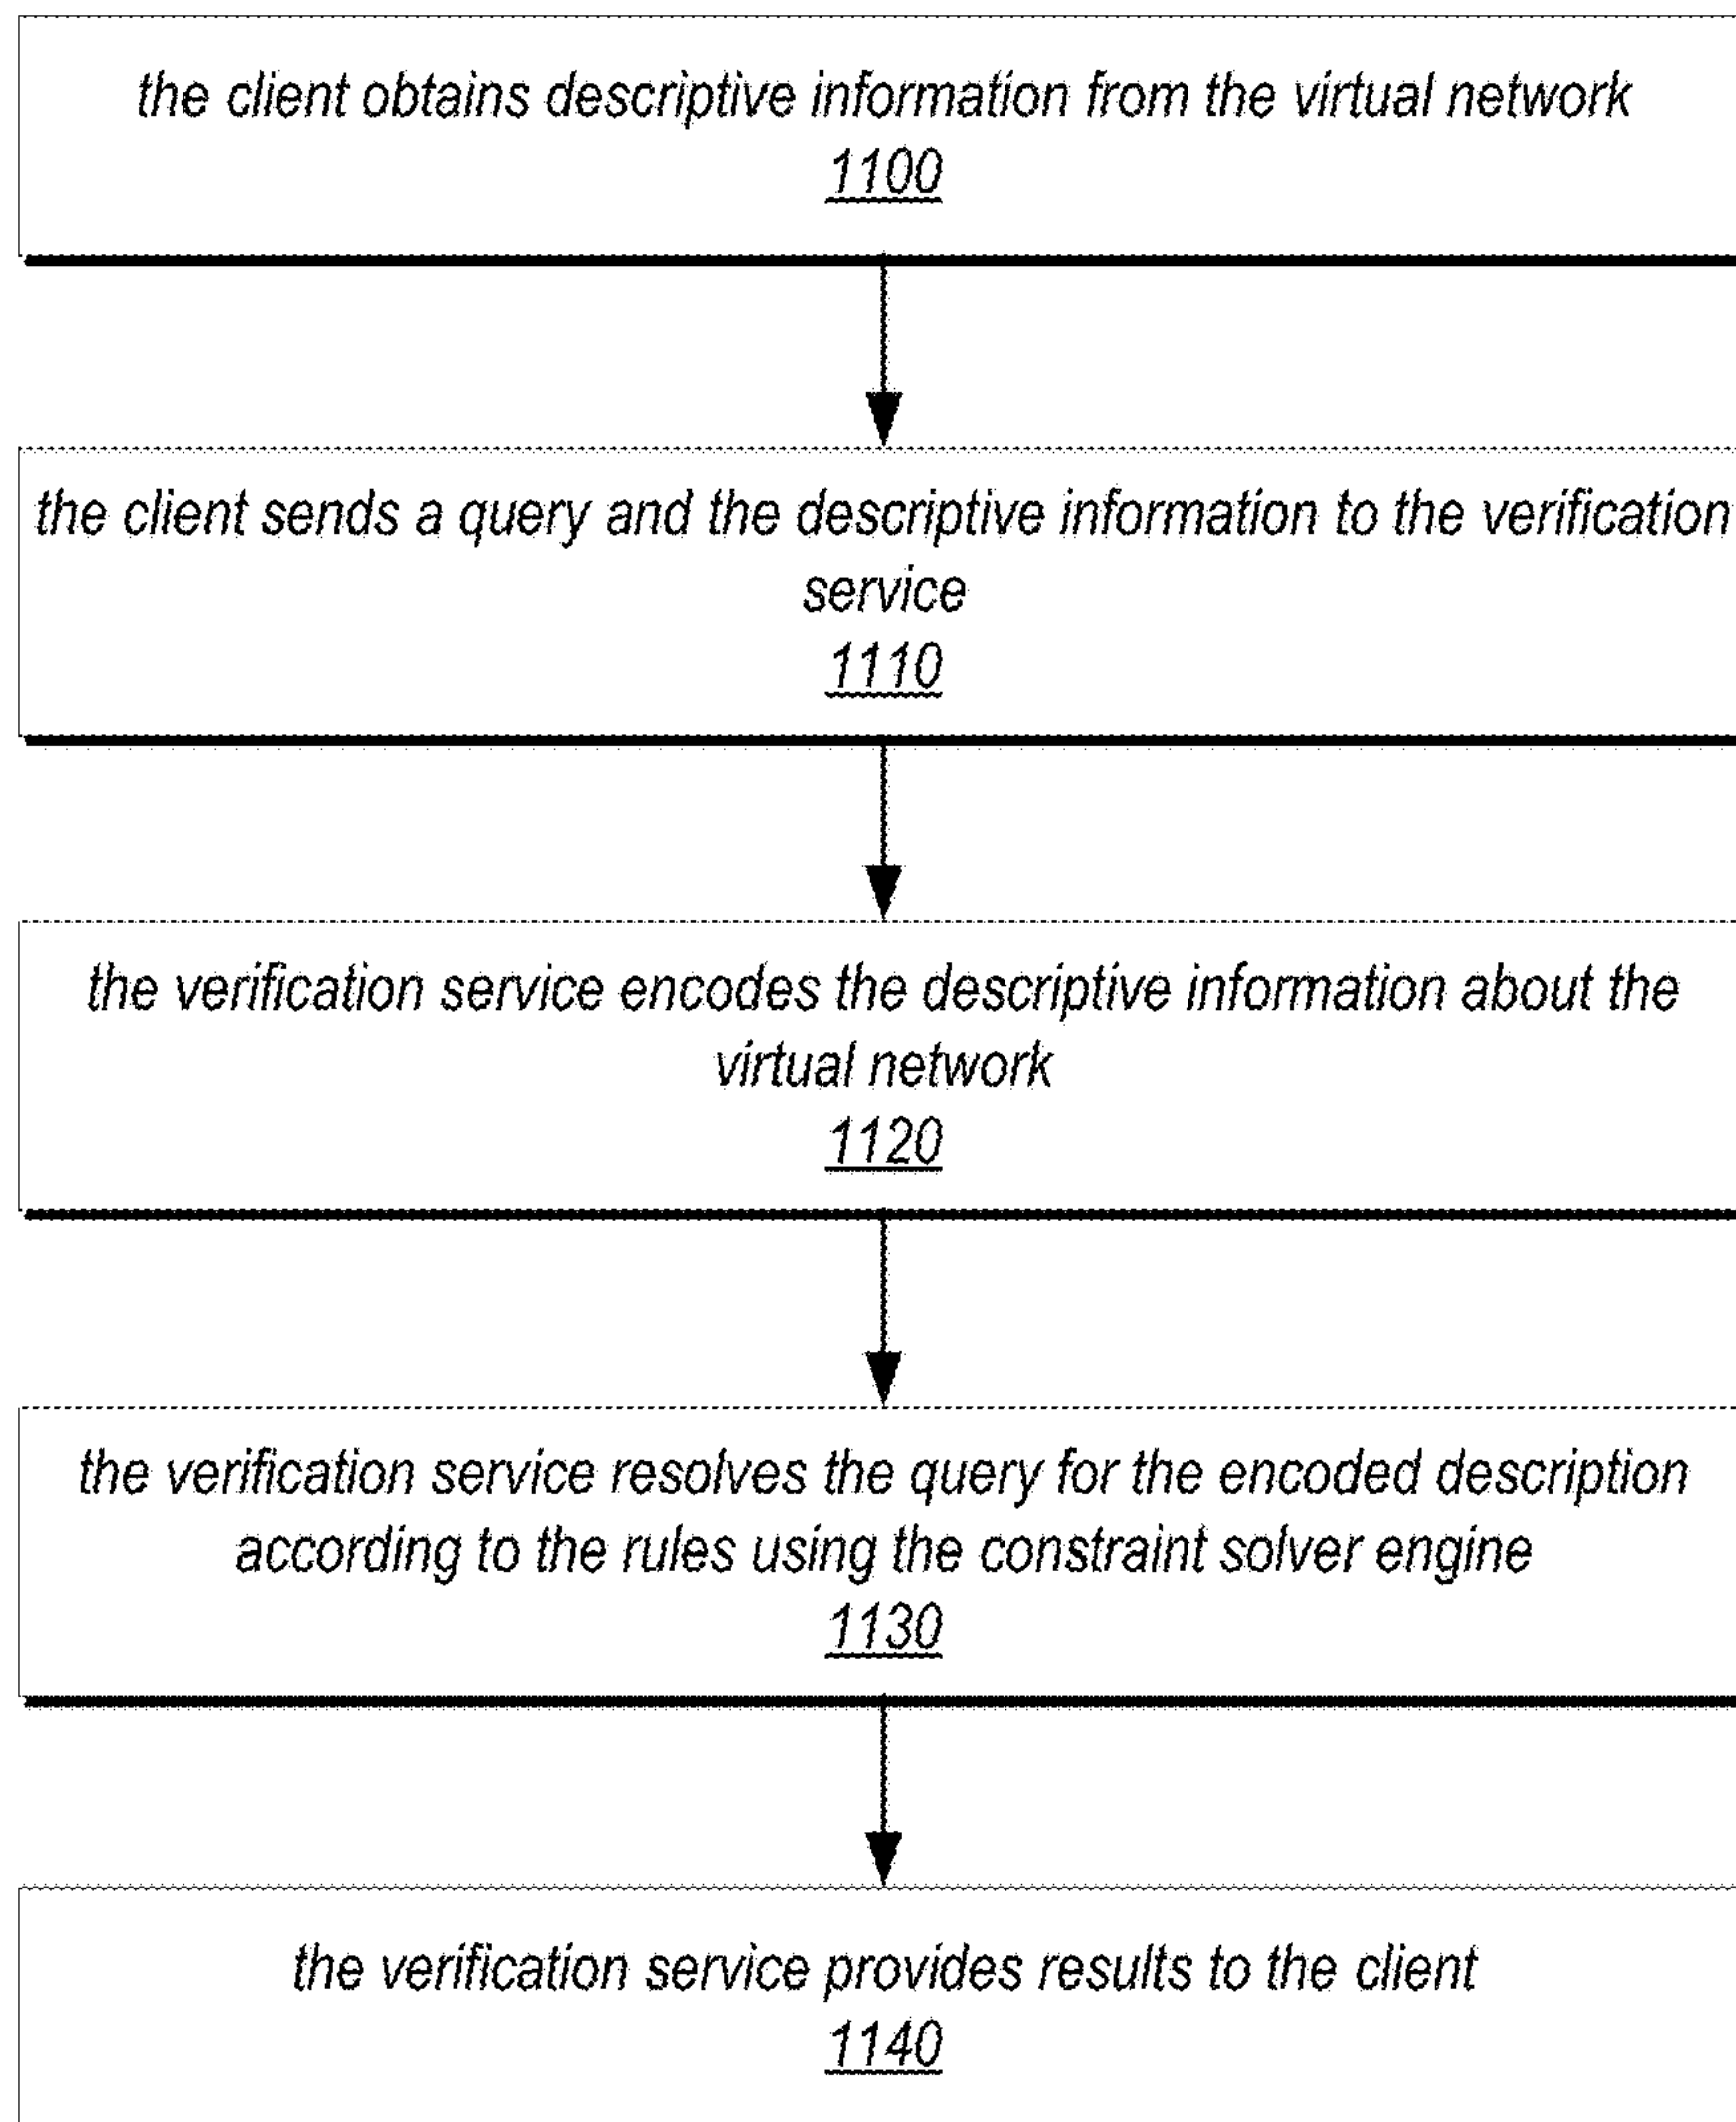 the client obtains descriptive information from the virtual network
1100
the client sends a query and the descriptive information to the verification
service
1110
the verification service encodes the descriptive information about the
virtual network
1120
the verification service resolves the query for the encoded description
according to the rules using the constraint solver engine
1130
the verification service provides results to the client
1140